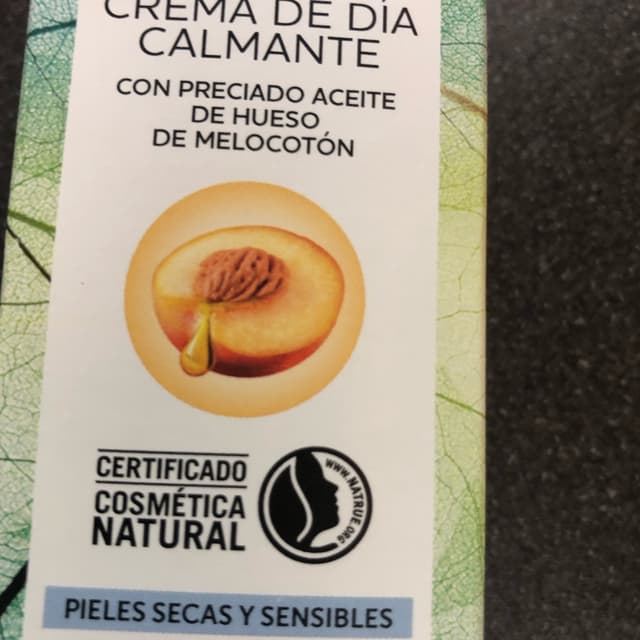 CREMA DE DÍA
CALMANTE
CON PRECIADO ACEITE
DE HUESO
DE MELOCOTÓN
CERTIFICADO
COSMÉTICA
NATURAL
WWW.NATRUE.ORG
PIELES SECAS Y SENSIBLES